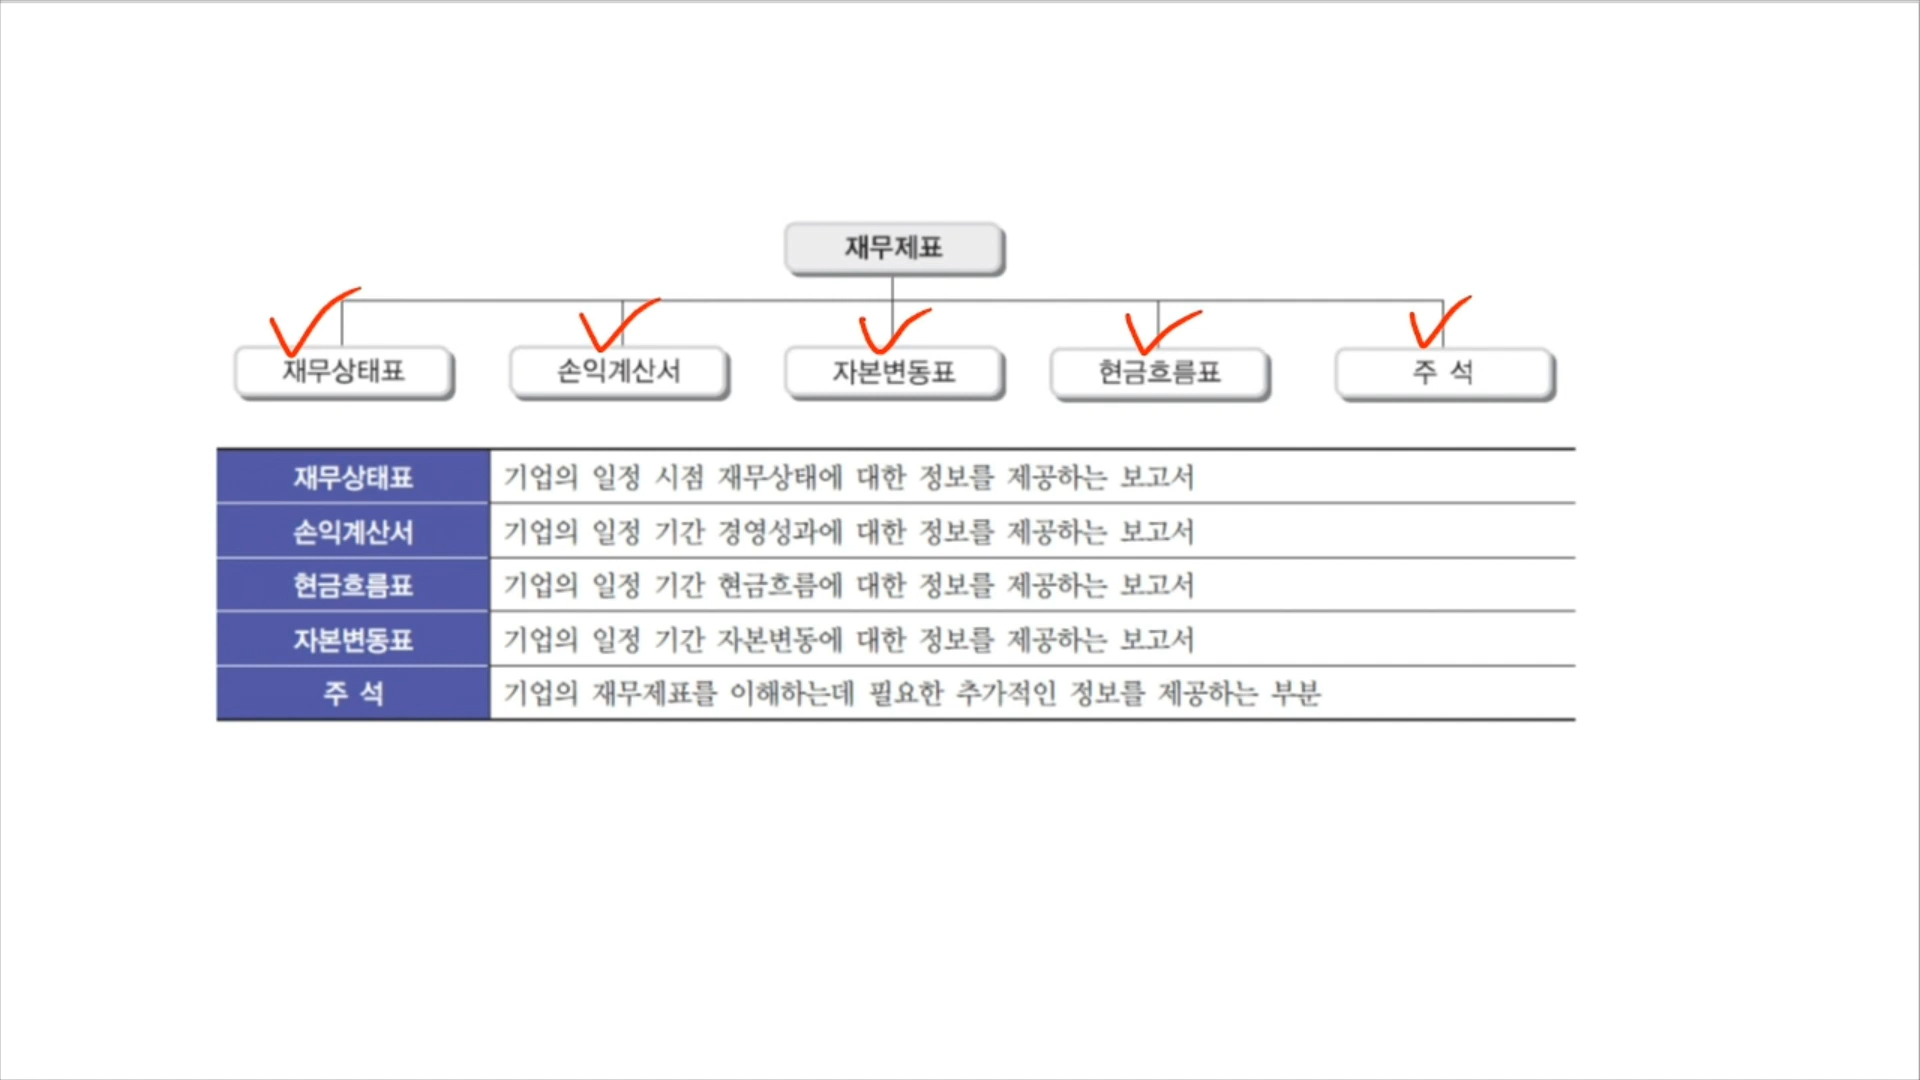 재무제표
재무상태표
손익계산서
자본변동표
현금흐름표
주 석
재무상태표 기업의 일정 시점 재무상태에 대한 정보를 제공하는 보고서
손익계산서 기업의 일정 기간 경영성과에 대한 정보를 제공하는 보고서
현금흐름표 기업의 일정 기간 현금흐름에 대한 정보를 제공하는 보고서
자본변동표 기업의 일정 기간 자본변동에 대한 정보를 제공하는 보고서
주 석 기업의 재무제표를 이해하는데 필요한 추가적인 정보를 제공하는 부분